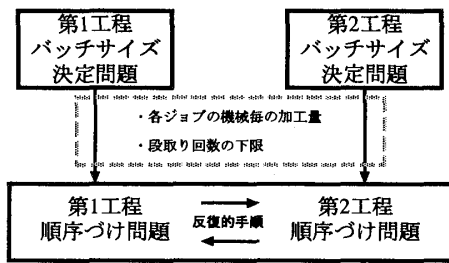 第1工程
バッチサイズ
決定問題
第2工程
バッチサイズ
決定問題
・各ジョブの機械毎の加工量
・段取り回数の下限
第1工程
順序づけ問題
反復的手順
第2工程
順序づけ問題